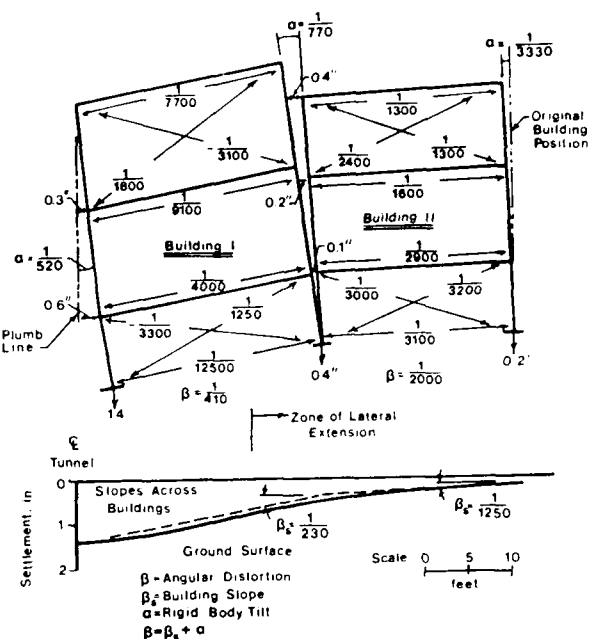 α = 1/770
α = 1/3330
0.4"
1/7700
1/1300
Original
Building
Position
1/3100
1/1800
1/2400
1/1300
0.3"
1/9100
0.2"
1/1600
Building II
α = 1/520
Building I
0.1"
1/2900
1/4000
1/1250
1/3000
1/3200
0.6"
1/3300
Plumb
Line
1/12500
1/3100
β = 1/410
β = 1/2000
1.4
0.4"
0.2'
Zone of Lateral
Extension
℄
Tunnel
Settlement, in
0
1
2
Slopes Across
Buildings
βs = 1/230
βs = 1/1250
Ground Surface
Scale 0 5 10
feet
β = Angular Distortion
βs = Building Slope
α = Rigid Body Tilt
β = βs + α